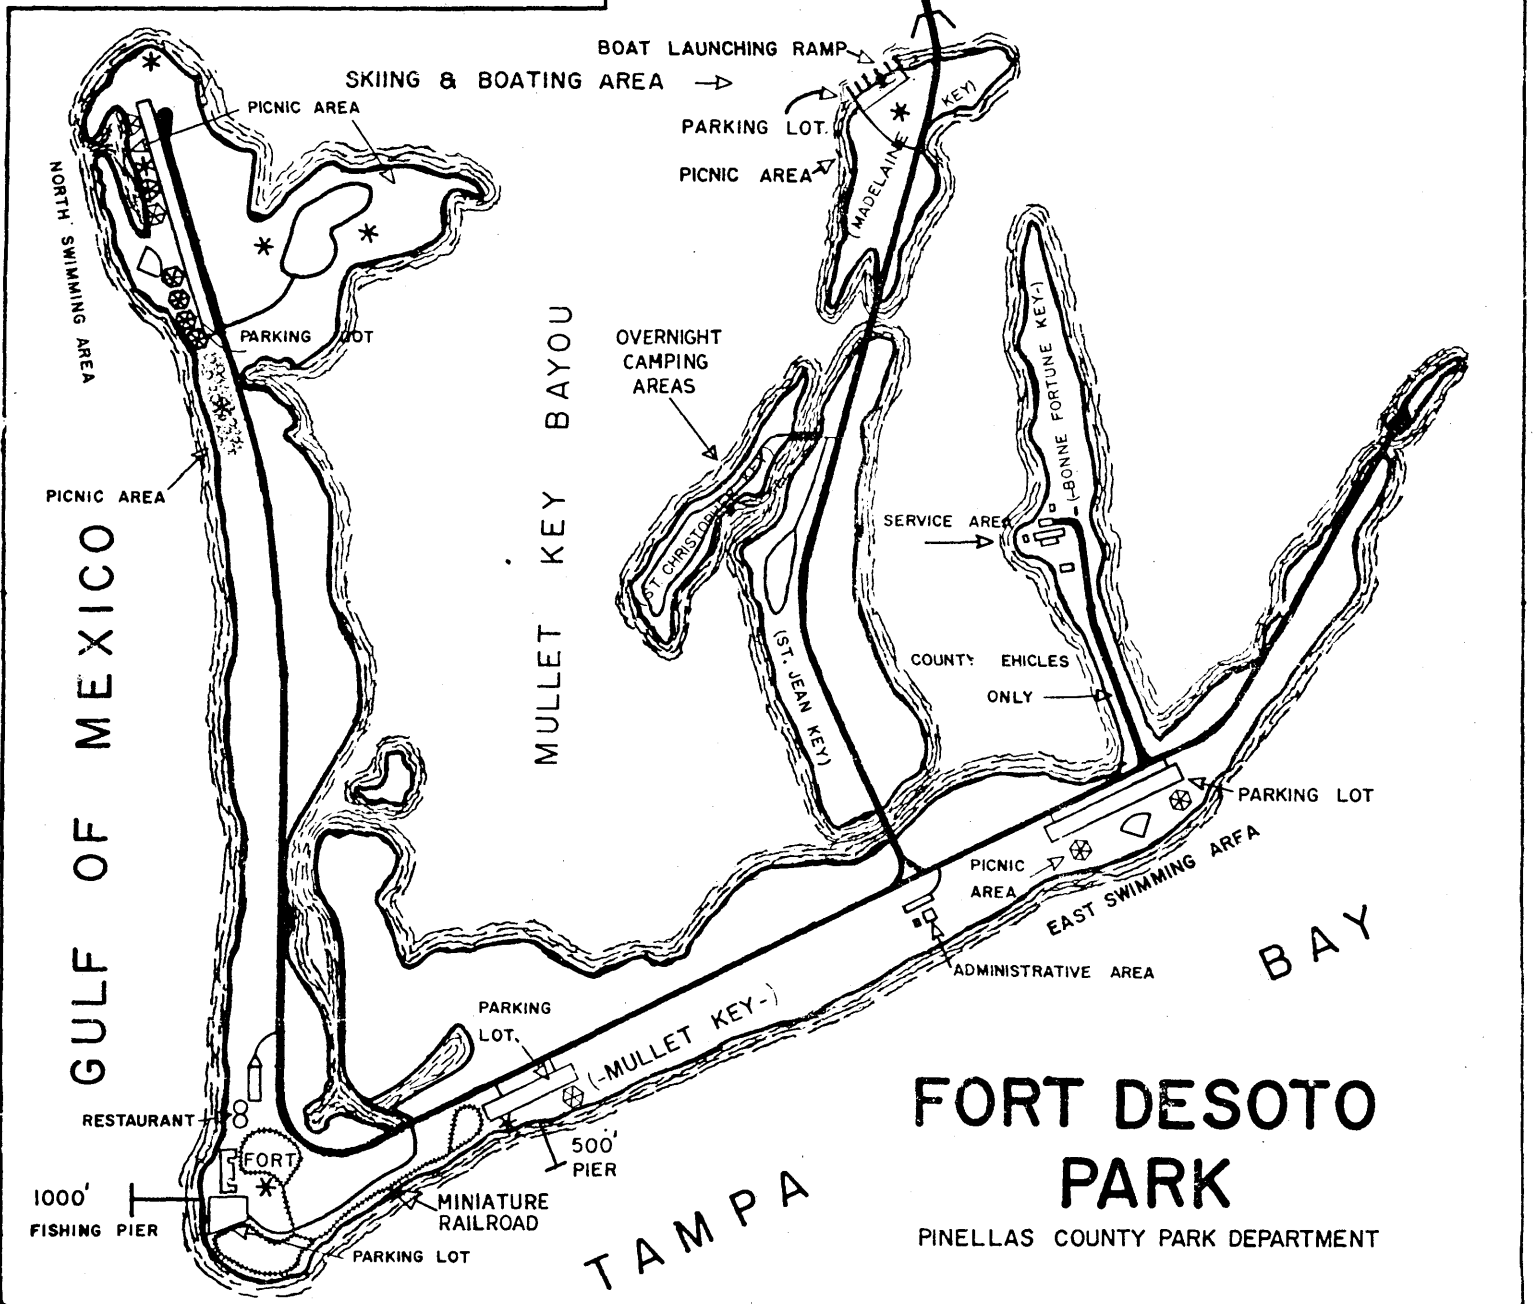 BOAT LAUNCHING RAMP
SKIING & BOATING AREA
PICNIC AREA
KEY)
PARKING LOT.
PICNIC AREA
(MADELAINE
NORTH SWIMMING AREA
PARKING LOT
MULLET KEY BAYOU
OVERNIGHT
CAMPING
AREAS
(-BONNE FORTUNE KEY-)
ST. CHRISTOPHER KEY
PICNIC AREA
SERVICE AREA
GULF OF MEXICO
(ST. JEAN KEY)
COUNTY EHICLES
ONLY
PARKING LOT
PICNIC
AREA
EAST SWIMMING AREA
BAY
ADMINISTRATIVE AREA
PARKING
LOT.
(-MULLET KEY-)
RESTAURANT
FORT
500'
PIER
1000'
FISHING PIER
MINIATURE
RAILROAD
PARKING LOT
TAMPA
FORT DESOTO
PARK
PINELLAS COUNTY PARK DEPARTMENT